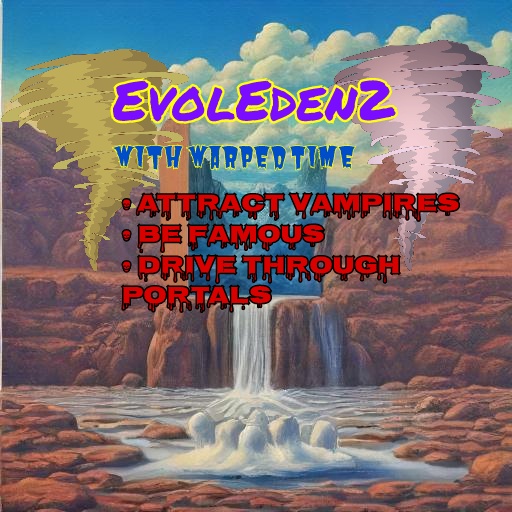 EvolEden2
WITH WARPED TIME
• ATTRACT VAMPIRES
• BE FAMOUS
• DRIVE THROUGH
PORTALS